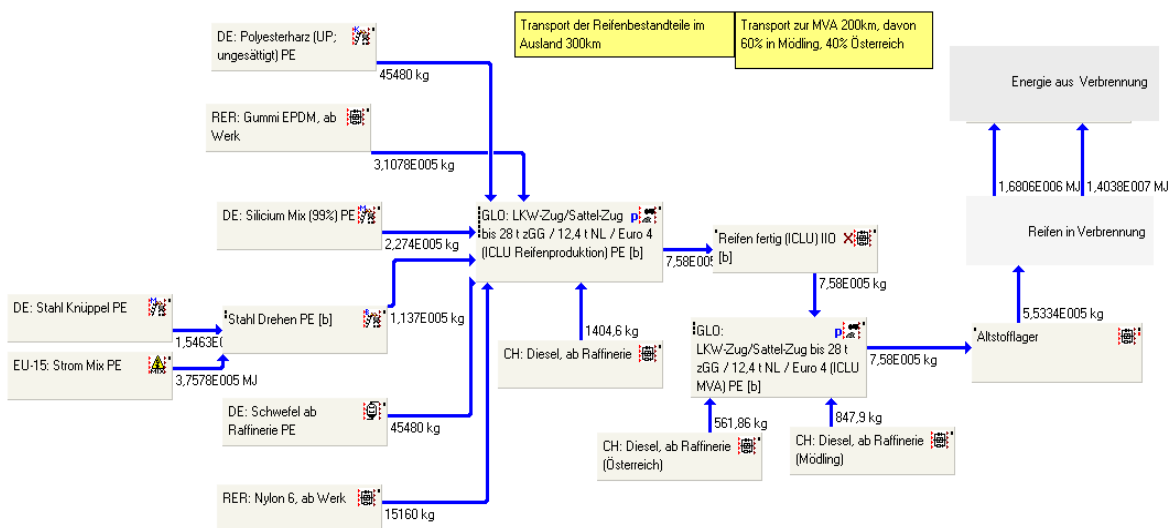 Transport der Reifenbestandteile im
Ausland 300km
Transport zur MVA 200km, davon
60% in Mödling, 40% Österreich
DE: Polyesterharz (UP;
ungesättigt) PE
45480 kg
RER: Gummi EPDM, ab
Werk
3,1078E005 kg
DE: Silicium Mix (99%) PE
2,274E005 kg
DE: Stahl Knüppel PE
1,5463E(
EU-15: Strom Mix PE
3,7578E005 MJ
Stahl Drehen PE [b]
1,137E005 kg
DE: Schwefel ab
Raffinerie PE
45480 kg
RER: Nylon 6, ab Werk
15160 kg
GLO: LKW-Zug/Sattel-Zug
bis 28 t zGG / 12,4 t NL / Euro 4
(ICLU Reifenproduktion) PE [b]
7,58E005
1404,6 kg
CH: Diesel, ab Raffinerie
Reifen fertig (ICLU) IIO
[b]
7,58E005 kg
GLO:
LKW-Zug/Sattel-Zug bis 28 t
zGG / 12,4 t NL / Euro 4 (ICLU
MVA) PE [b]
7,58E005 kg
561,86 kg
847,9 kg
CH: Diesel, ab Raffinerie
(Österreich)
CH: Diesel, ab Raffinerie
(Mödling)
Altstofflager
5,5334E005 kg
Reifen in Verbrennung
1,6806E006 MJ
1,4038E007 MJ
Energie aus Verbrennung